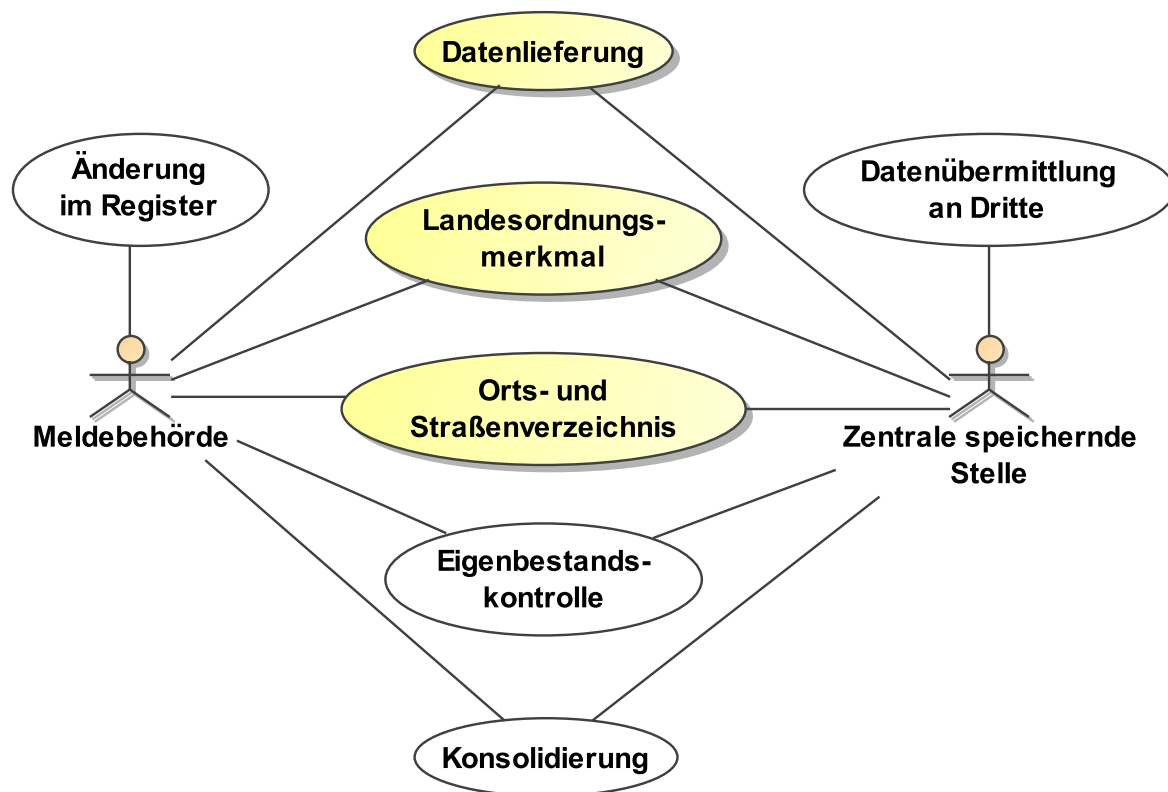 Datenlieferung
Änderung
im Register
Datenübermittlung
an Dritte
Landesordnungs-
merkmal
Orts- und
Straßenverzeichnis
Meldebehörde
Zentrale speichernde
Stelle
Eigenbestands-
kontrolle
Konsolidierung